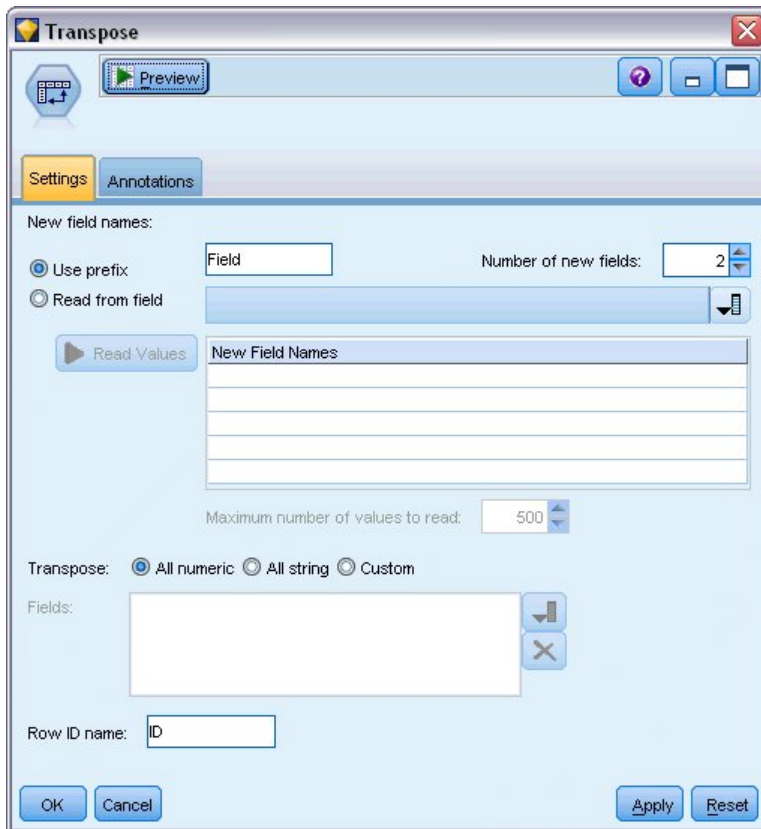 Transpose
Preview
Settings
Annotations
New field names:
Use prefix
Field
Number of new fields:
2
Read from field
Read Values
New Field Names
Maximum number of values to read:
500
Transpose:
All numeric
All string
Custom
Fields:
Row ID name:
ID
OK
Cancel
Apply
Reset